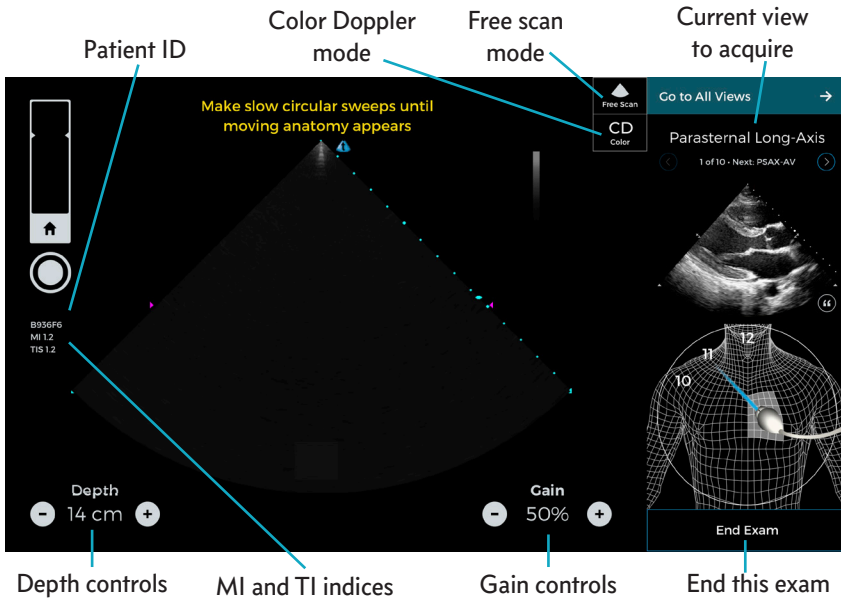 Patient ID
Color Doppler
mode
Free scan
mode
Current view
to acquire
Make slow circular sweeps until
moving anatomy appears
Free Scan
CD
Color
Go to All Views →
Parasternal Long-Axis
1 of 10 • Next: PSAX-AV
12
11
10
B936F6
MI 1.2
TIS 1.2
Depth
- 14 cm +
Gain
- 50% +
End Exam
Depth controls
MI and TI indices
Gain controls
End this exam